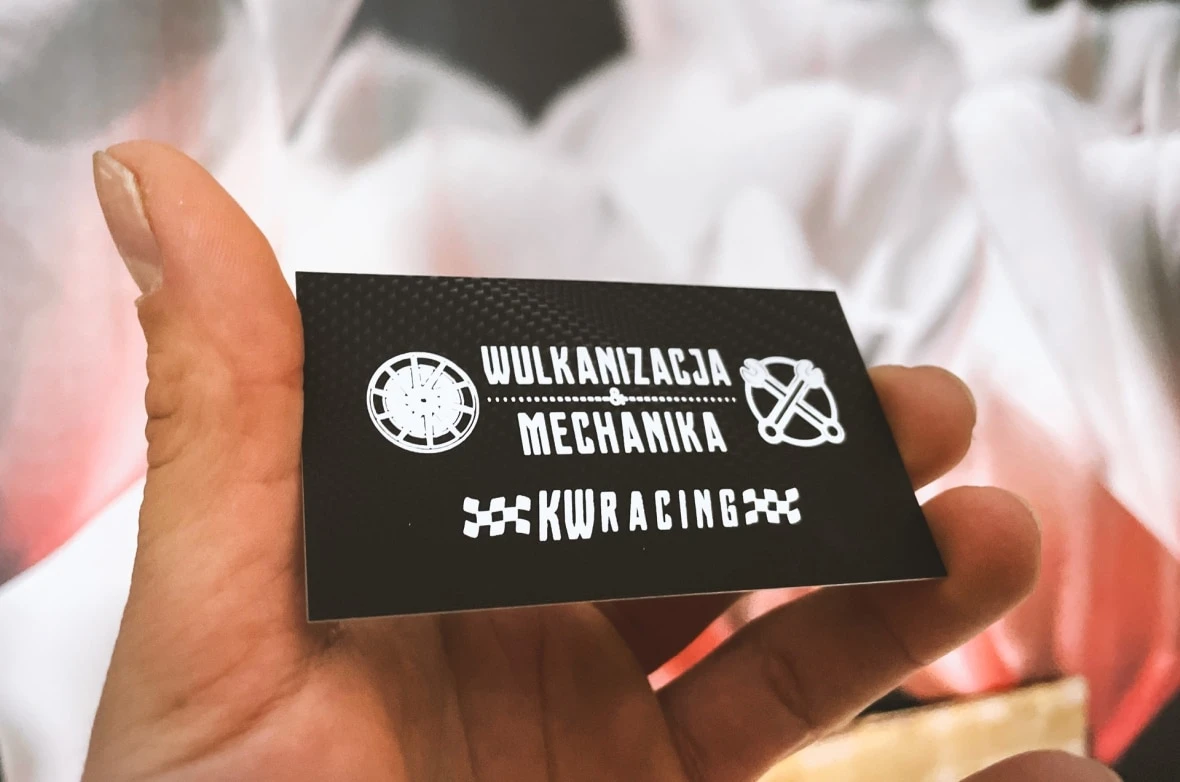 WULKANIZACJA
&
MECHANIKA
KWRACING